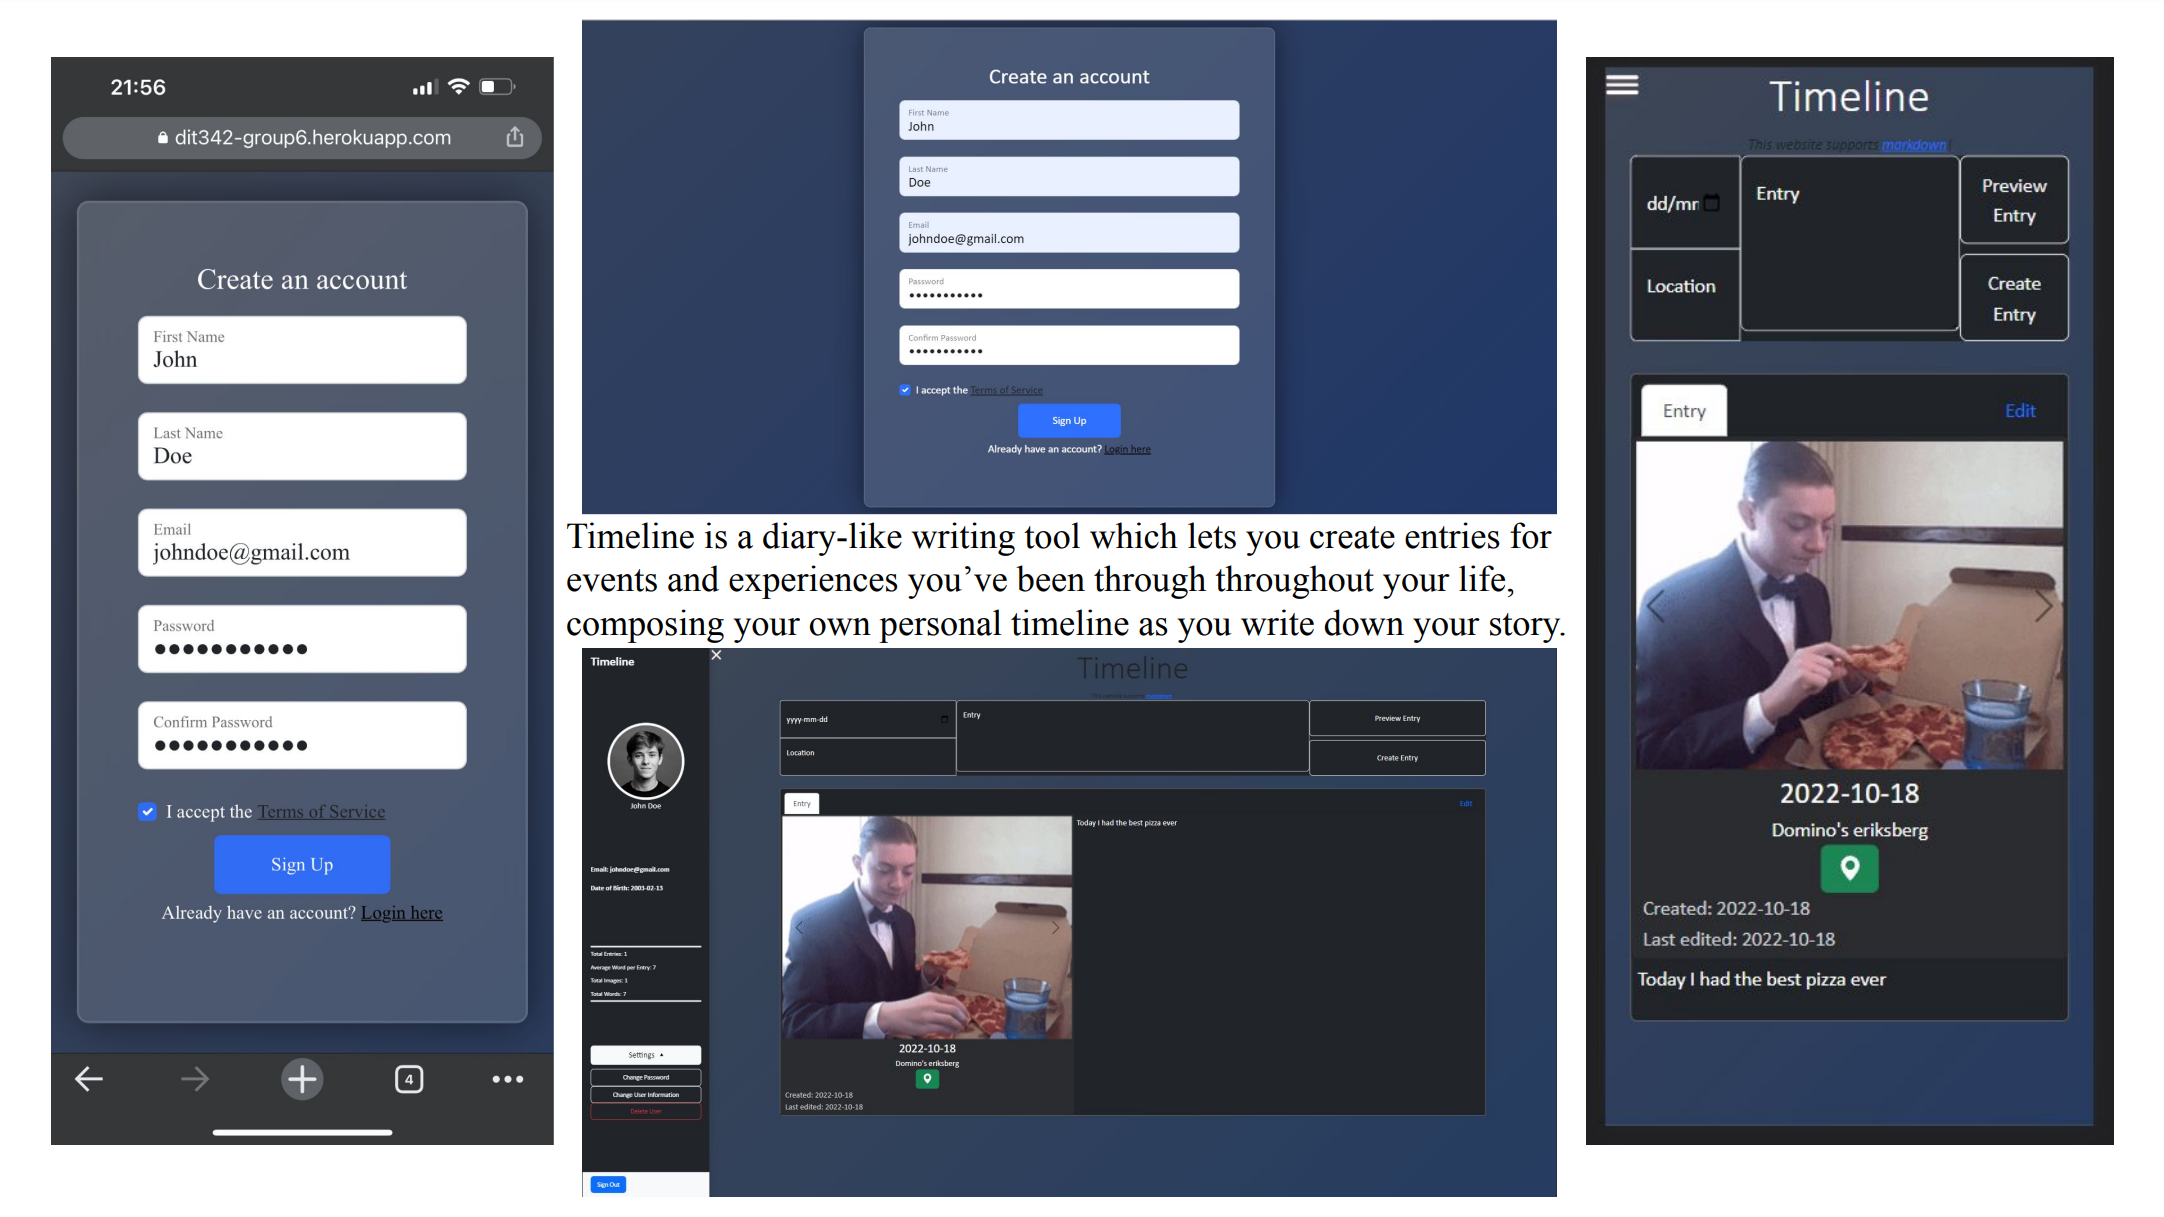 21:56
dit342-group6.herokuapp.com
Create an account
First Name
John
Last Name
Doe
Email
johndoe@gmail.com
Password
●●●●●●●●●●●
Confirm Password
●●●●●●●●●●●
I accept the Terms of Service
Sign Up
Already have an account? Login here
4
Create an account
First Name
John
Last Name
Doe
Email
johndoe@gmail.com
Password
●●●●●●●●●●●
Confirm Password
●●●●●●●●●●●
I accept the Terms of Service
Sign Up
Already have an account? Login here
Timeline is a diary-like writing tool which lets you create entries for
events and experiences you’ve been through throughout your life,
composing your own personal timeline as you write down your story.
Timeline
John Doe
Email: johndoe@gmail.com
Date of Birth: 2003-02-13
Total Entries: 1
Average Word per Entry: 7
Total Images: 1
Total Words: 7
Settings
Change Password
Change User Information
Delete User
Sign Out
Timeline
This website supports markdown
yyyy-mm-dd
Location
Entry
Preview Entry
Create Entry
Entry
Edit
Today I had the best pizza ever
2022-10-18
Domino's eriksberg
Created: 2022-10-18
Last edited: 2022-10-18
Timeline
This website supports markdown !
dd/mm
Location
Entry
Preview
Entry
Create
Entry
Entry
Edit
2022-10-18
Domino's eriksberg
Created: 2022-10-18
Last edited: 2022-10-18
Today I had the best pizza ever